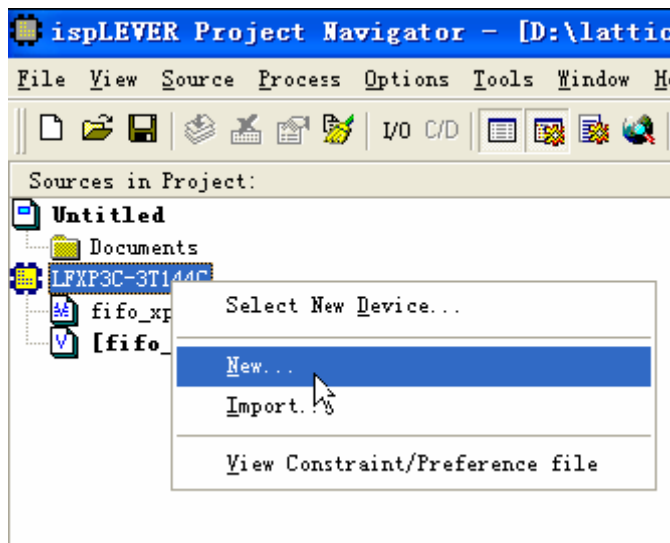 ispLEVER Project Navigator - [D:\lattic
File View Source Process Options Tools Window H
I/O C/D
Sources in Project:
Untitled
Documents
LFXP3C-3T144C
fifo_xp
[fifo_
Select New Device...
New...
Import...
View Constraint/Preference file